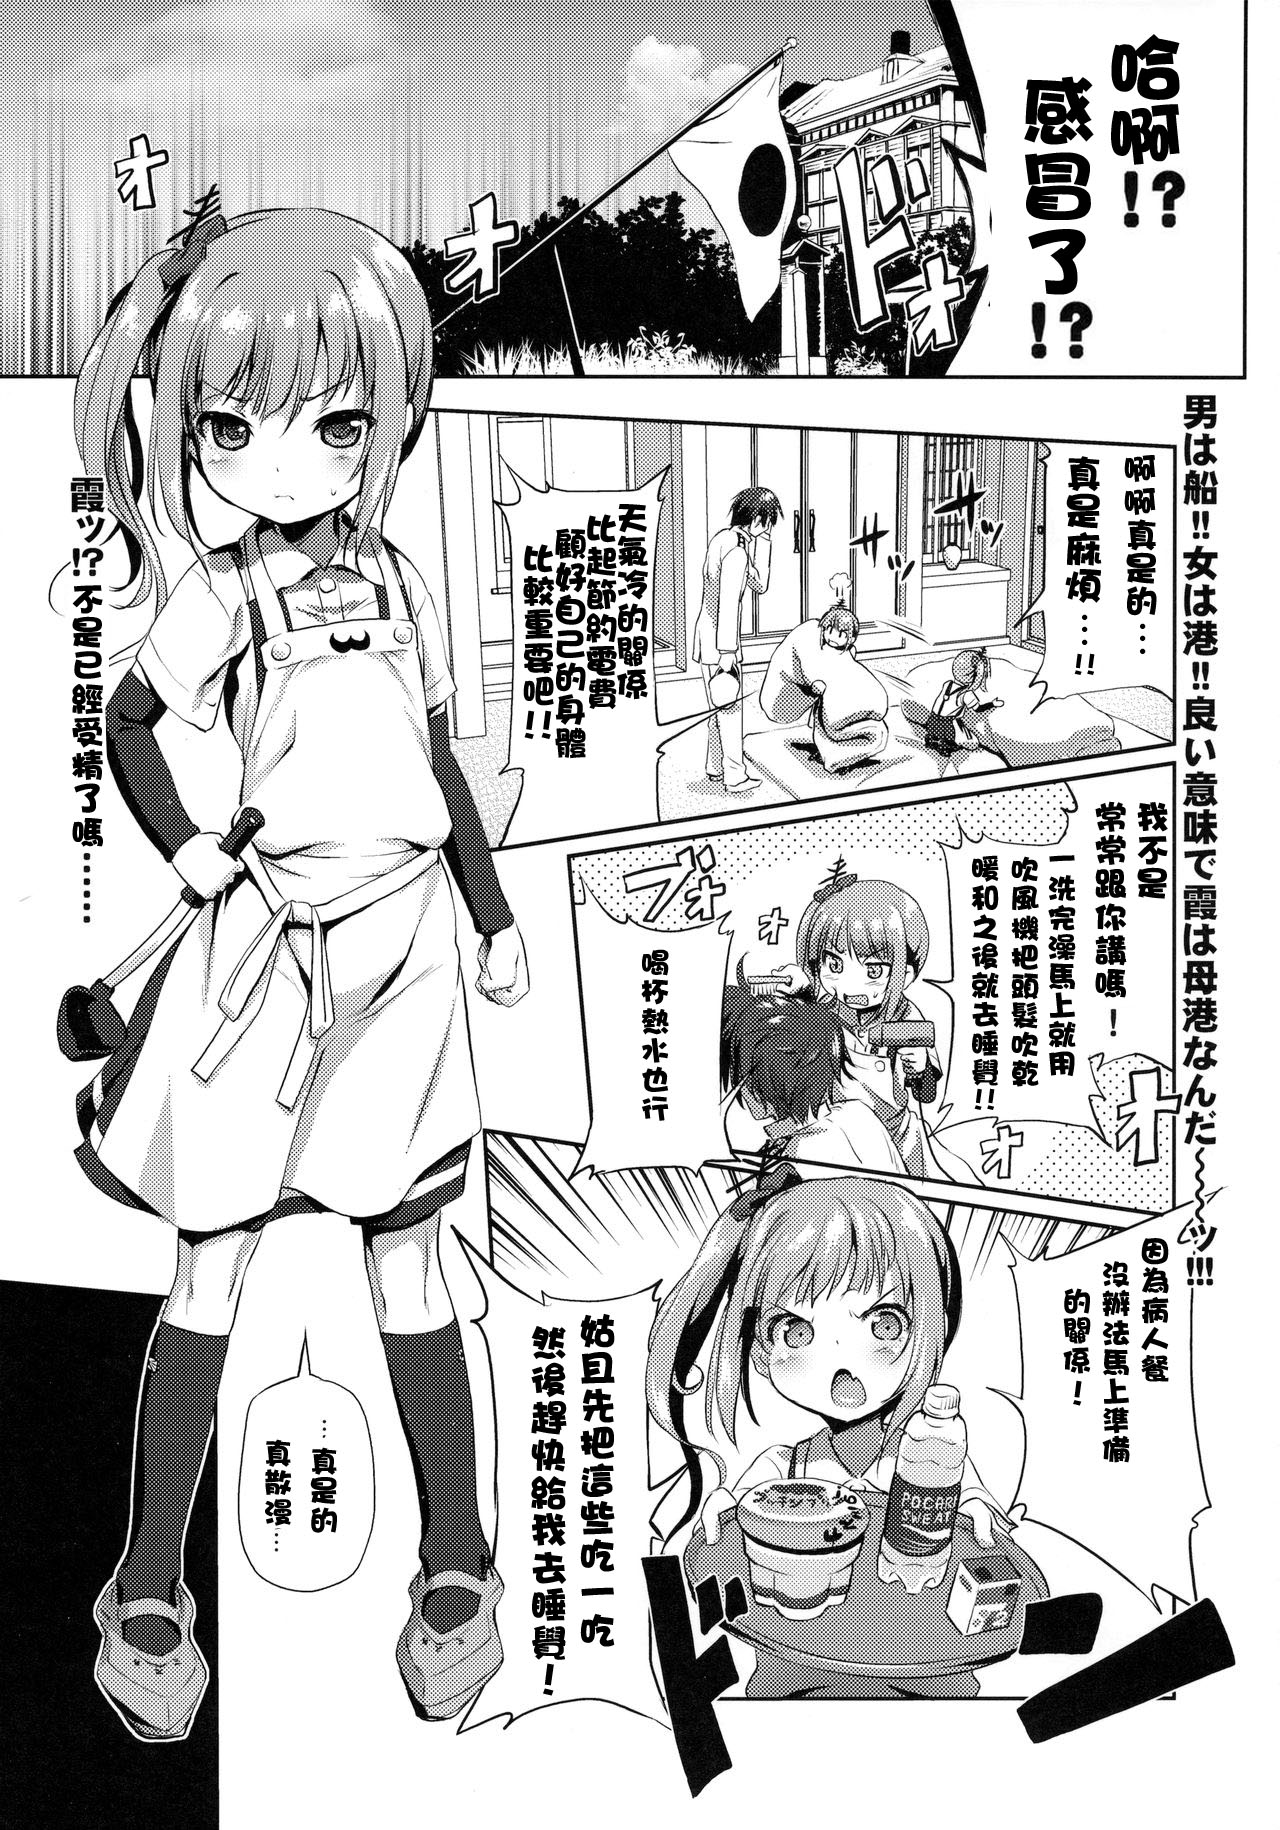 哈啊!?
感冒了!?
オ
オ
ドォ
男は船!!女は港!!良い意味で霞は母港なんだ~~~ッ!!!
啊啊真是的…
真是麻煩…!!
天氣冷的關係
比起節約電費
顧好自己的身體
比較重要吧!!
霞ッ!?不是已經受精了嗎……
我不是
常常跟你講嗎!
一洗完澡馬上就用
吹風機把頭髮吹乾
暖和之後就去睡覺!!
喝杯熱水也行
ブォ
オ
オ
オ
因為病人餐
沒辦法馬上準備
的關係!
姑且先把這些吃一吃
然後趕快給我去睡覺!
POCARI
SWEAT
ドン
…真是的
真散漫…